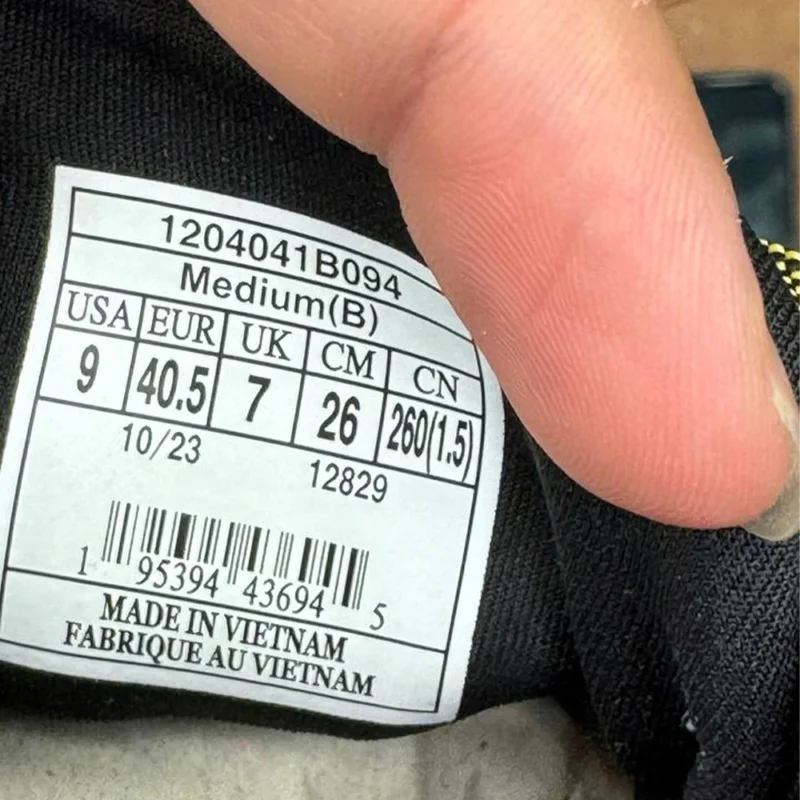 1204041B094
Medium(B)
USA EUR UK CM CN
9 40.5 7 26 260(1.5)
10/23 12829
1 95394 43694 5
MADE IN VIETNAM
FABRIQUE AU VIETNAM